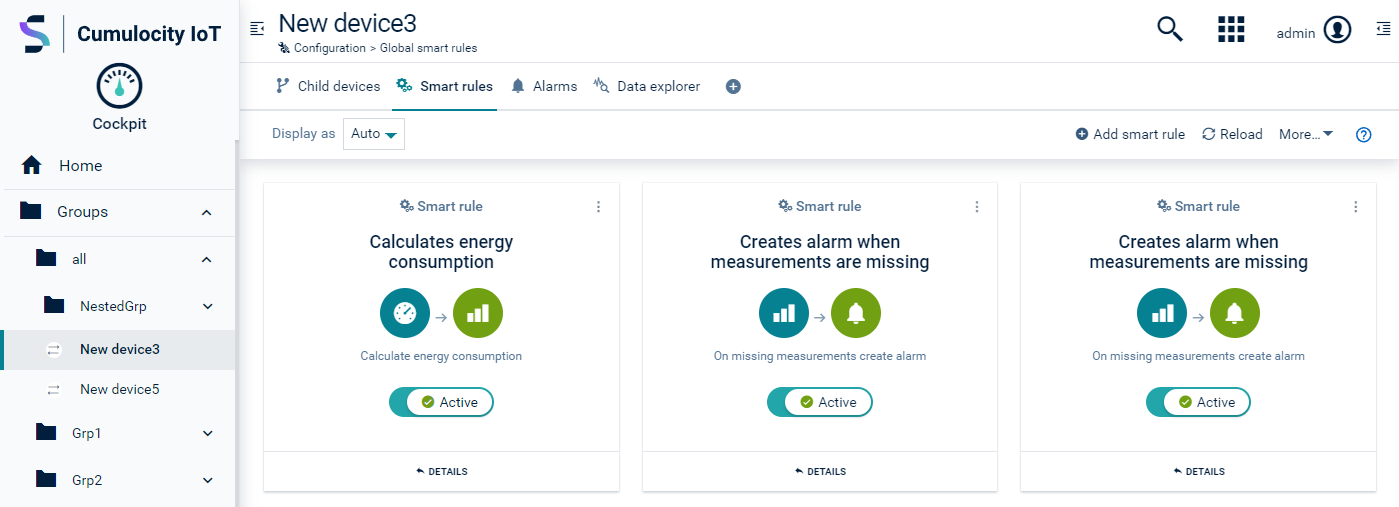 Cumulocity IoT
Cockpit
Home
Groups
all
NestedGrp
New device3
New device5
Grp1
Grp2
New device3
Configuration > Global smart rules
admin
Child devices
Smart rules
Alarms
Data explorer
Display as
Auto
Add smart rule
Reload
More...
Smart rule
Calculates energy
consumption
Calculate energy consumption
Active
DETAILS
Smart rule
Creates alarm when
measurements are missing
On missing measurements create alarm
Active
DETAILS
Smart rule
Creates alarm when
measurements are missing
On missing measurements create alarm
Active
DETAILS